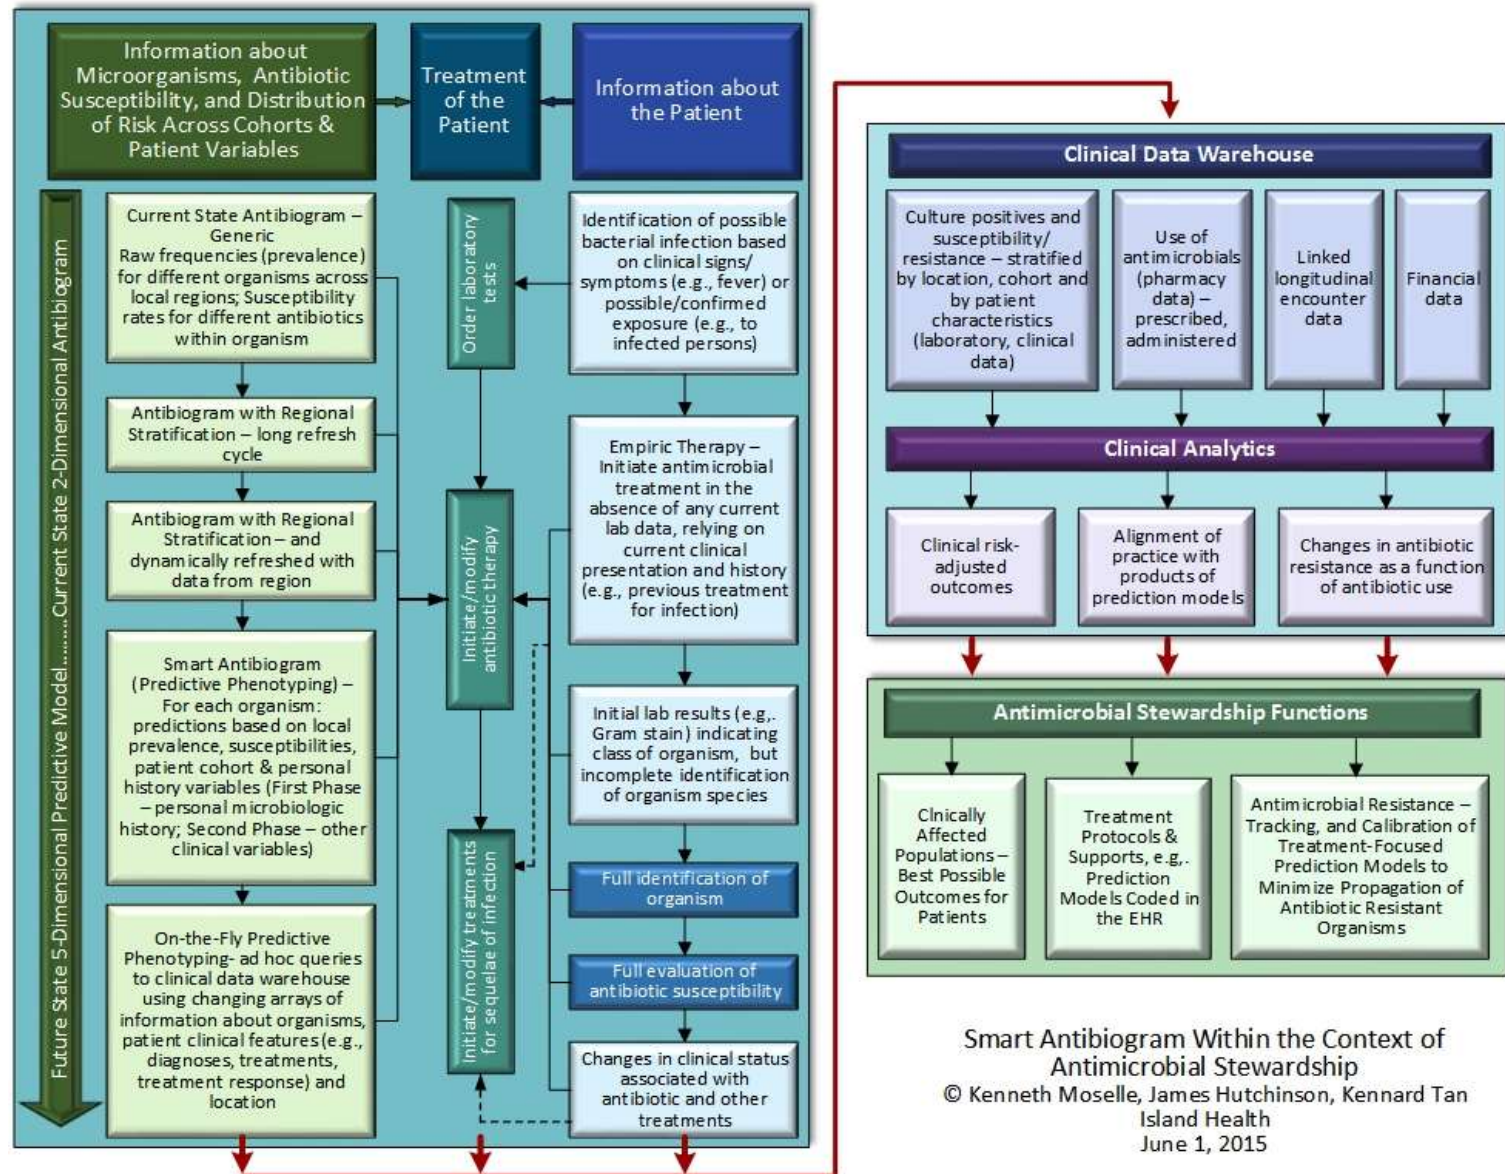 Information about
Microorganisms, Antibiotic
Susceptibility, and Distribution
of Risk Across Cohorts &
Patient Variables
Treatment
of the
Patient
Information about
the Patient
Future State 5-Dimensional Predictive Model........Current State 2-Dimensional Antibiogram
Current State Antibiogram –
Generic
Raw frequencies (prevalence)
for different organisms across
local regions; Susceptibility
rates for different antibiotics
within organism
Antibiogram with Regional
Stratification – long refresh
cycle
Antibiogram with Regional
Stratification – and
dynamically refreshed with
data from region
Smart Antibiogram
(Predictive Phenotyping) –
For each organism:
predictions based on local
prevalence, susceptibilities,
patient cohort & personal
history variables (First Phase
– personal microbiologic
history; Second Phase – other
clinical variables)
On-the-Fly Predictive
Phenotyping- ad hoc queries
to clinical data warehouse
using changing arrays of
information about organisms,
patient clinical features (e.g.,
diagnoses, treatments,
treatment response) and
location
Order laboratory
tests
Initiate/modify
antibiotic therapy
Initiate/modify treatments
for sequelae of infection
Identification of possible
bacterial infection based
on clinical signs/
symptoms (e.g., fever) or
possible/confirmed
exposure (e.g., to
infected persons)
Empiric Therapy –
Initiate antimicrobial
treatment in the
absence of any current
lab data, relying on
current clinical
presentation and history
(e.g., previous treatment
for infection)
Initial lab results (e.g,.
Gram stain) indicating
class of organism, but
incomplete identification
of organism species
Full identification of
organism
Full evaluation of
antibiotic susceptibility
Changes in clinical status
associated with
antibiotic and other
treatments
Clinical Data Warehouse
Culture positives and
susceptibility/
resistance – stratified
by location, cohort and
by patient
characteristics
(laboratory, clinical
data)
Use of
antimicrobials
(pharmacy
data) –
prescribed,
administered
Linked
longitudinal
encounter
data
Financial
data
Clinical Analytics
Clinical risk-
adjusted
outcomes
Alignment of
practice with
products of
prediction models
Changes in antibiotic
resistance as a function
of antibiotic use
Antimicrobial Stewardship Functions
Clnically
Affected
Populations –
Best Possible
Outcomes for
Patients
Treatment
Protocols &
Supports, e.g,.
Prediction
Models Coded in
the EHR
Antimicrobial Resistance –
Tracking, and Calibration of
Treatment-Focused
Prediction Models to
Minimize Propagation of
Antibiotic Resistant
Organisms
Smart Antibiogram Within the Context of
Antimicrobial Stewardship
© Kenneth Moselle, James Hutchinson, Kennard Tan
Island Health
June 1, 2015